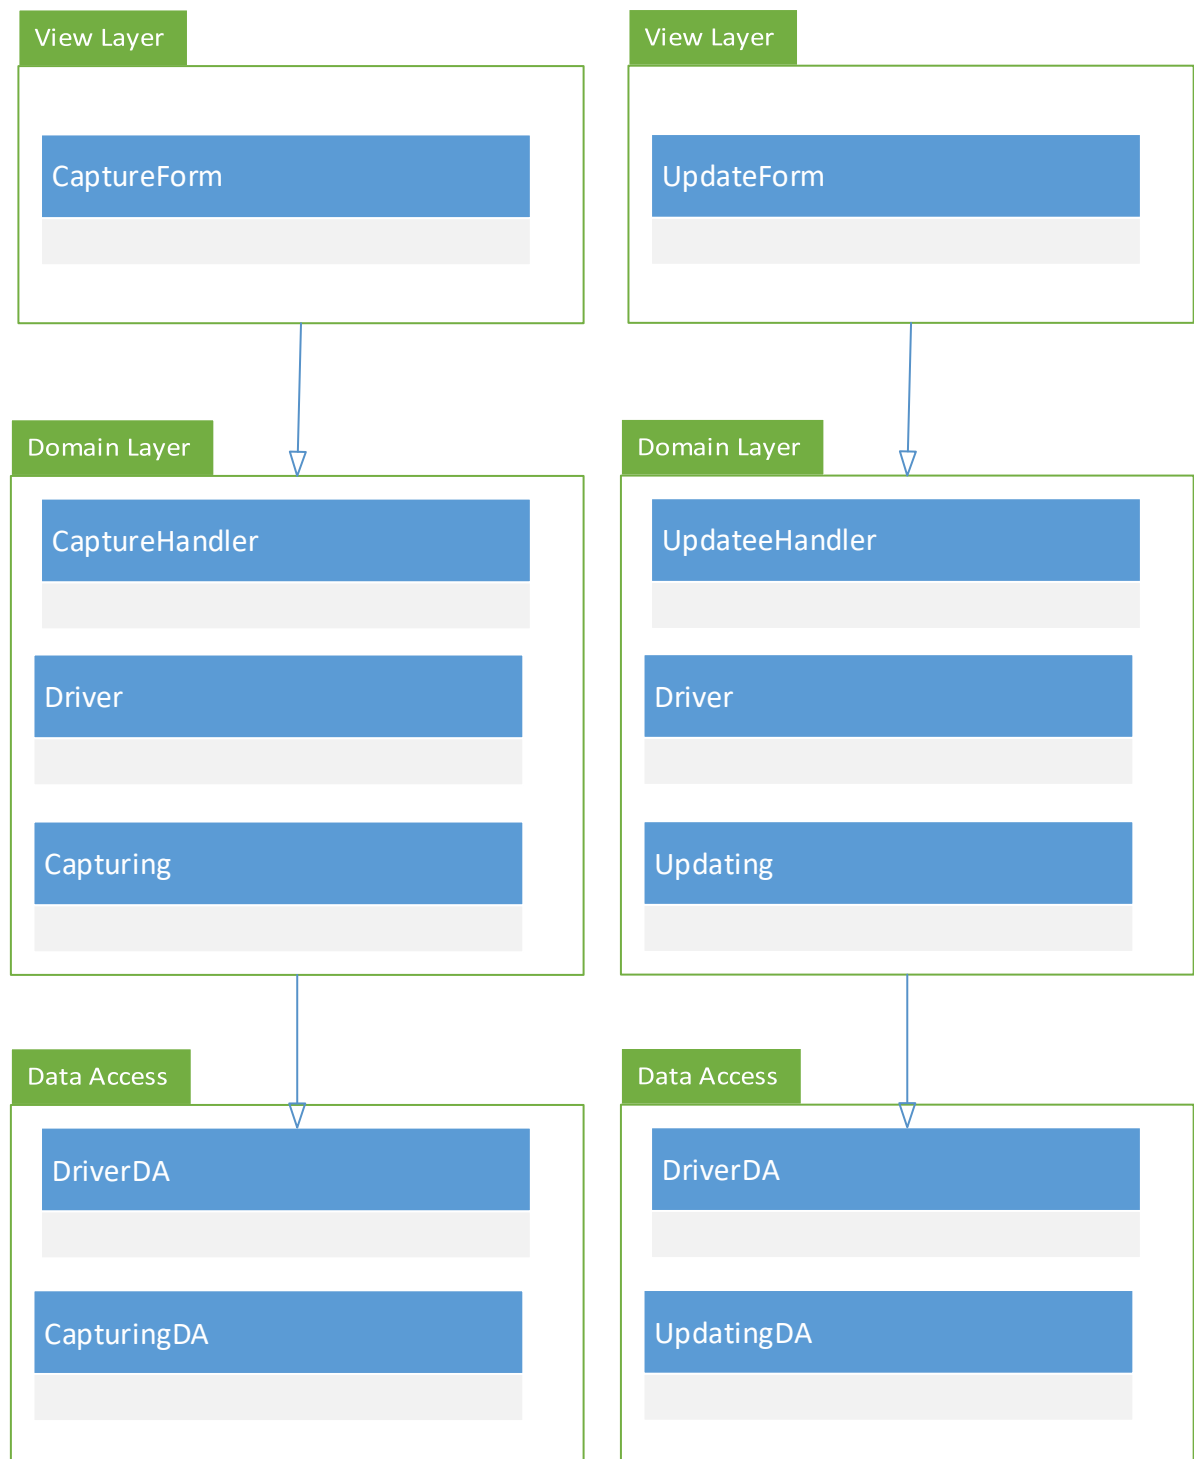 View Layer
CaptureForm
Domain Layer
CaptureHandler
Driver
Capturing
Data Access
DriverDA
CapturingDA
View Layer
UpdateForm
Domain Layer
UpdateeHandler
Driver
Updating
Data Access
DriverDA
UpdatingDA